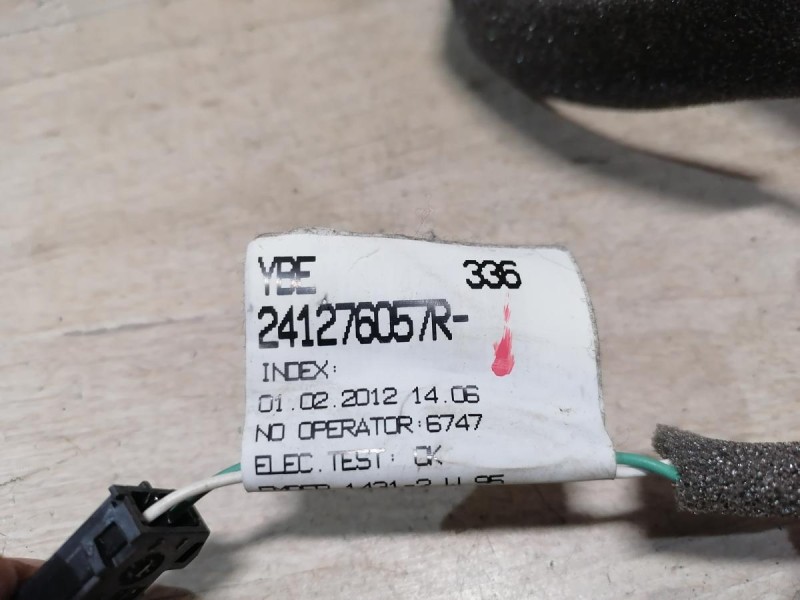 YBE 336
241276057R-
INDEX:
01.02.2012 14.06
NO OPERATOR:6747
ELEC.TEST: OK